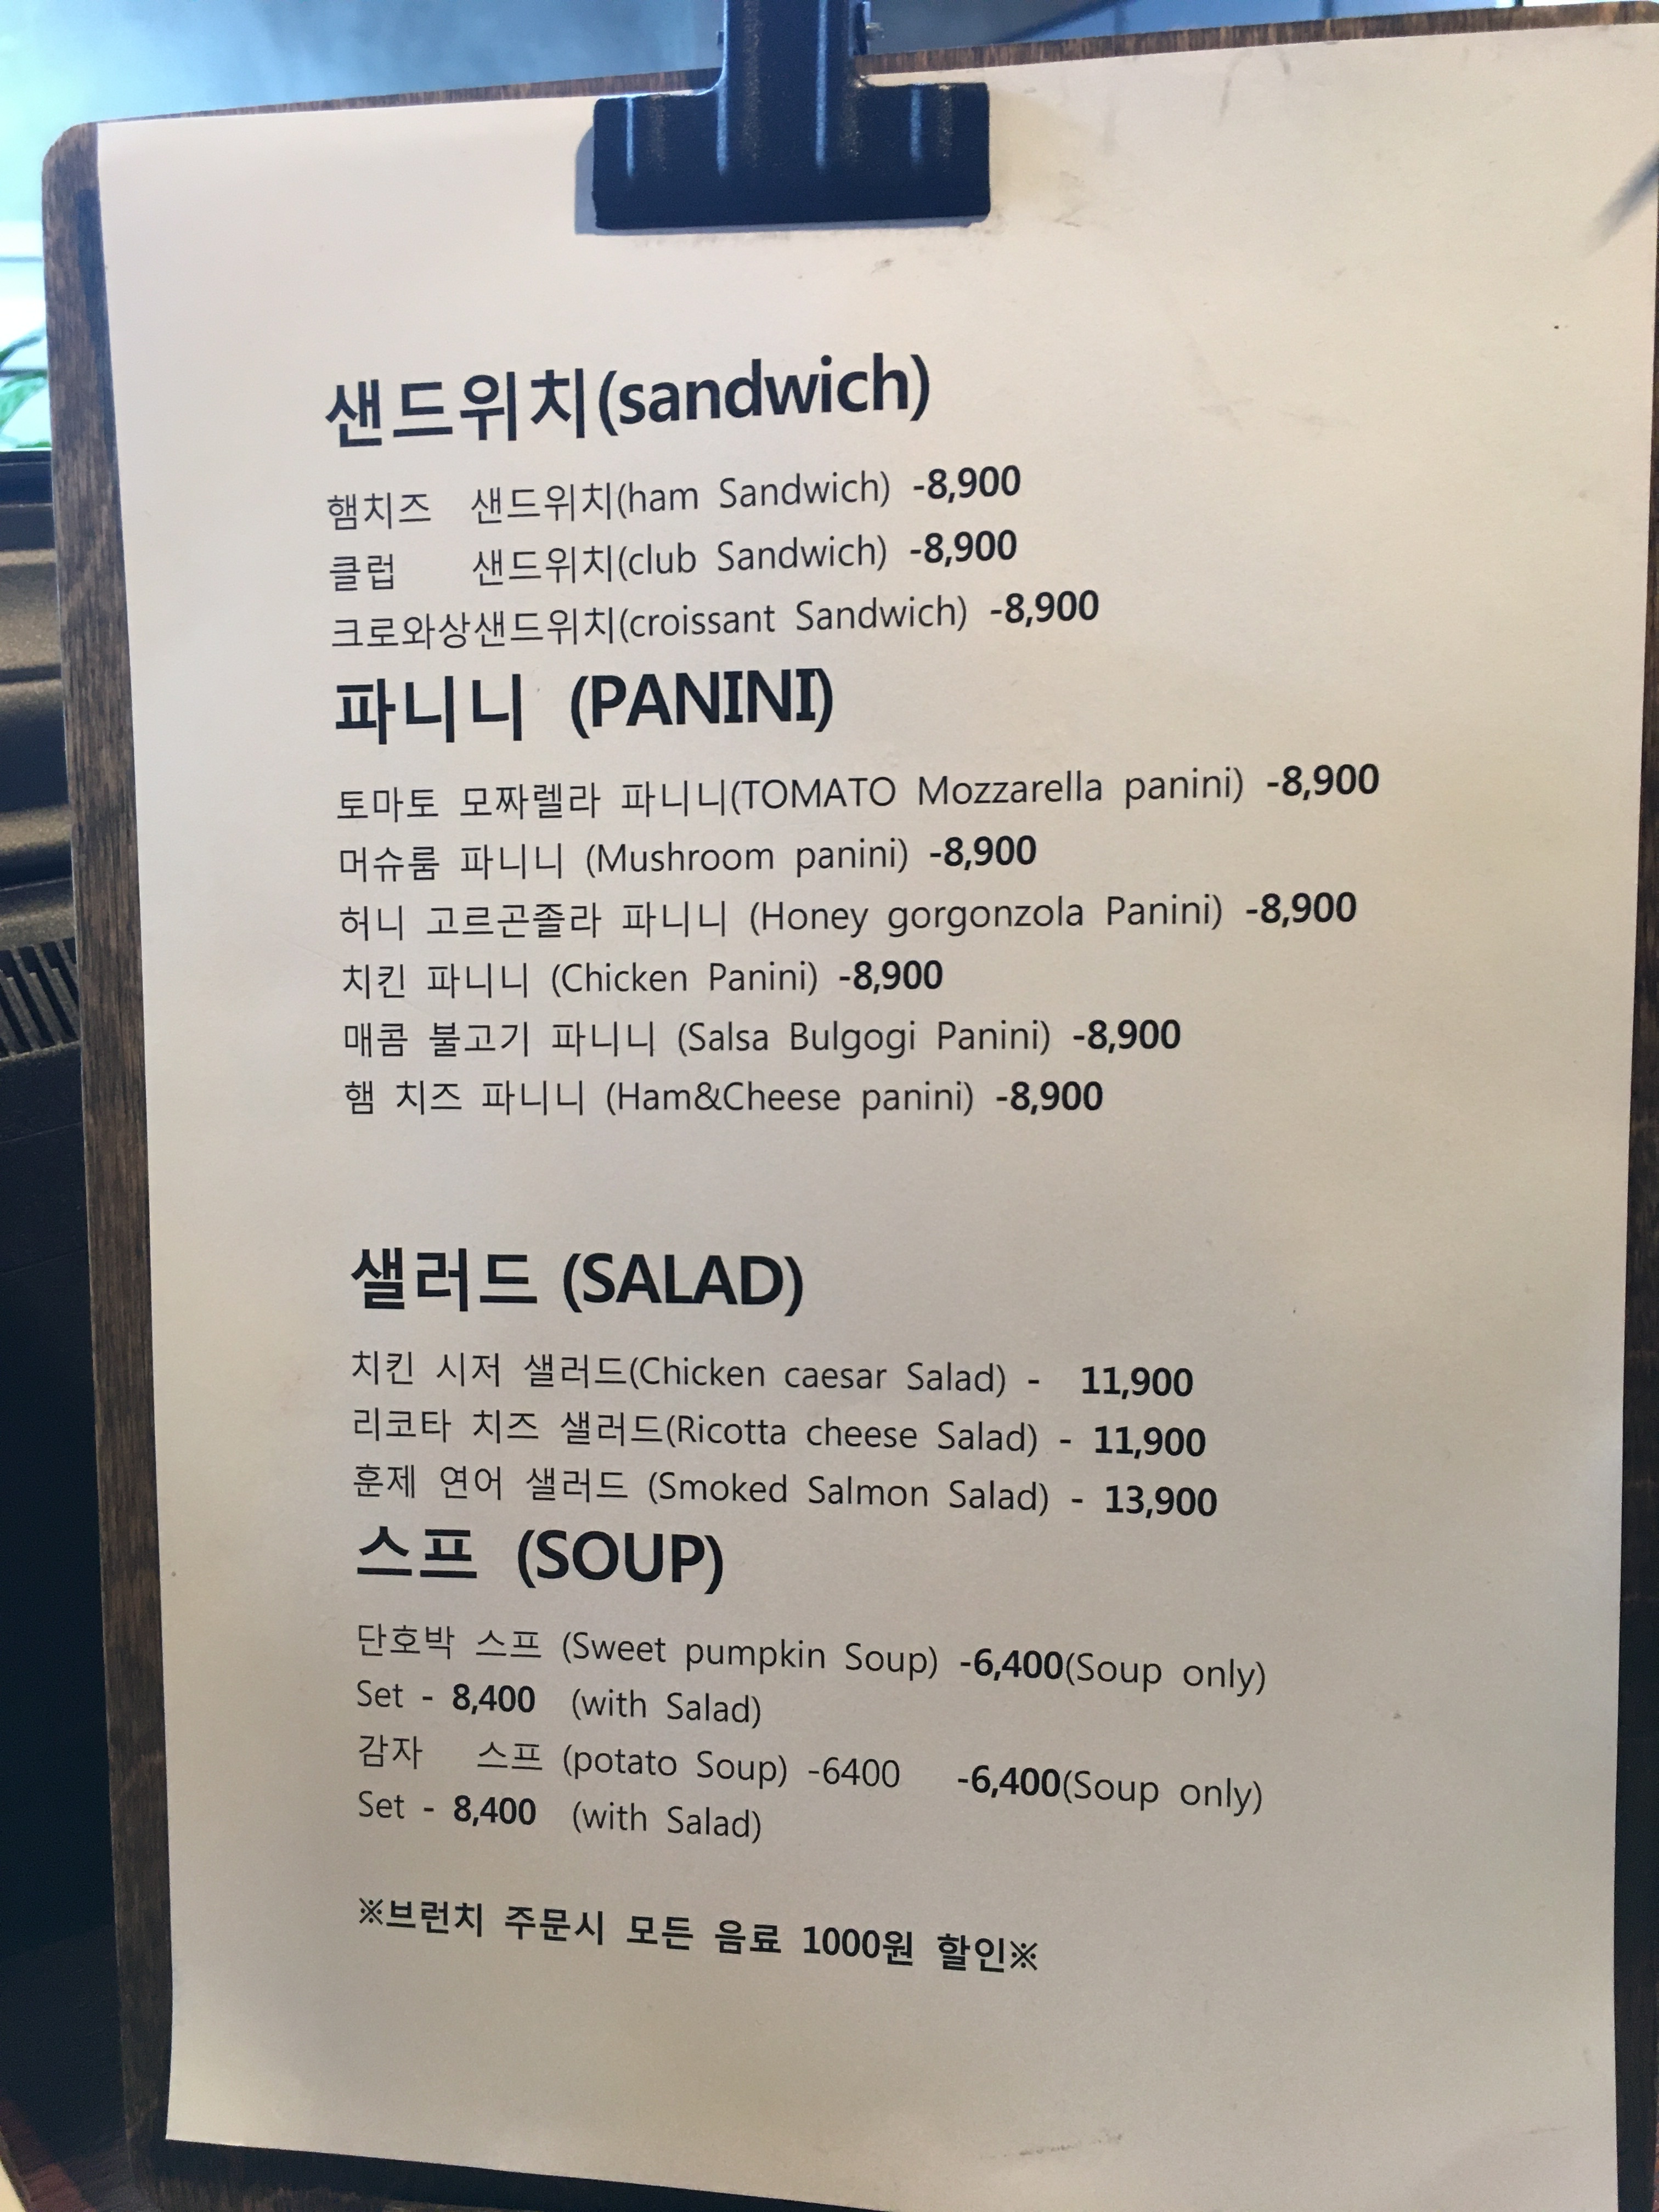 샌드위치(sandwich)
햄치즈 샌드위치(ham Sandwich) -8,900
클럽 샌드위치(club Sandwich) -8,900
크로와상샌드위치(croissant Sandwich) -8,900
파니니 (PANINI)
토마토 모짜렐라 파니니(TOMATO Mozzarella panini) -8,900
머슈룸 파니니 (Mushroom panini) -8,900
허니 고르곤졸라 파니니 (Honey gorgonzola Panini) -8,900
치킨 파니니 (Chicken Panini) -8,900
매콤 불고기 파니니 (Salsa Bulgogi Panini) -8,900
햄 치즈 파니니 (Ham&Cheese panini) -8,900
샐러드 (SALAD)
치킨 시저 샐러드(Chicken caesar Salad) - 11,900
리코타 치즈 샐러드(Ricotta cheese Salad) - 11,900
훈제 연어 샐러드 (Smoked Salmon Salad) - 13,900
스프 (SOUP)
단호박 스프 (Sweet pumpkin Soup) -6,400(Soup only)
Set - 8,400 (with Salad)
감자 스프 (potato Soup) -6400 -6,400(Soup only)
Set - 8,400 (with Salad)
※브런치 주문시 모든 음료 1000원 할인※